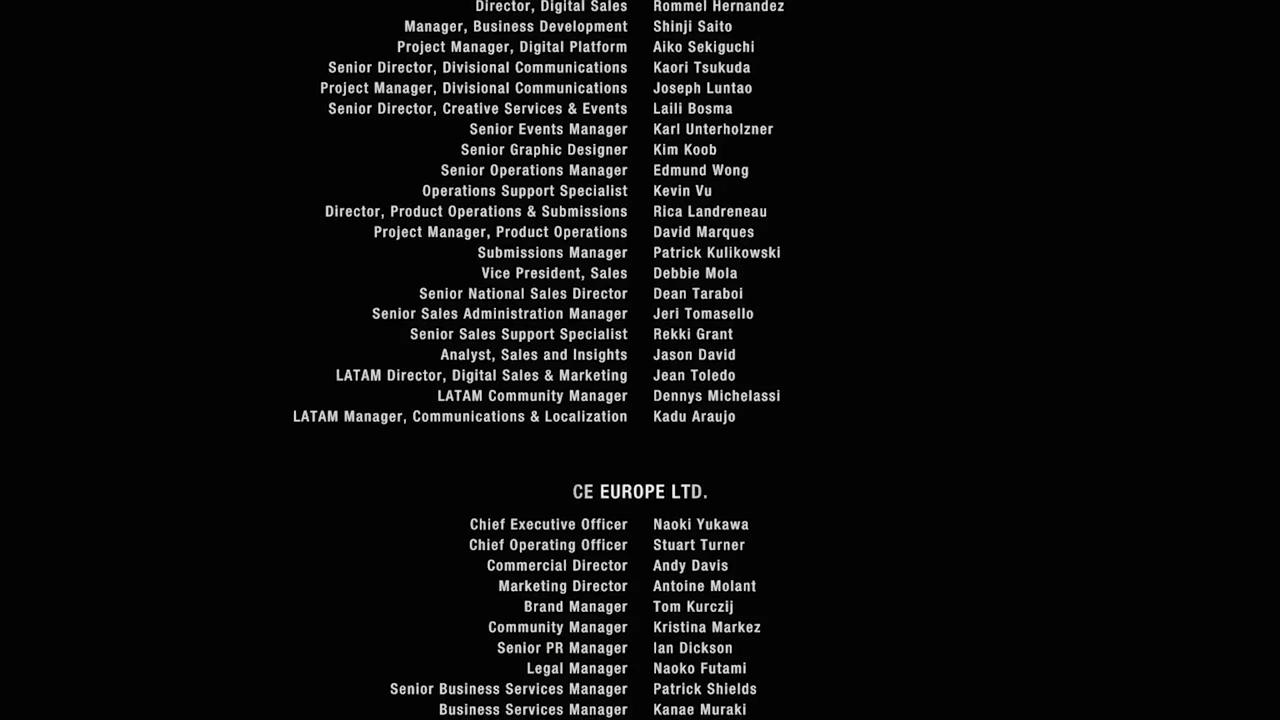 Director, Digital Sales Rommel Hernandez
Manager, Business Development Shinji Saito
Project Manager, Digital Platform Aiko Sekiguchi
Senior Director, Divisional Communications Kaori Tsukuda
Project Manager, Divisional Communications Joseph Luntao
Senior Director, Creative Services & Events Laili Bosma
Senior Events Manager Karl Unterholzner
Senior Graphic Designer Kim Koob
Senior Operations Manager Edmund Wong
Operations Support Specialist Kevin Vu
Director, Product Operations & Submissions Rica Landreneau
Project Manager, Product Operations David Marques
Submissions Manager Patrick Kulikowski
Vice President, Sales Debbie Mola
Senior National Sales Director Dean Taraboi
Senior Sales Administration Manager Jeri Tomasello
Senior Sales Support Specialist Rekki Grant
Analyst, Sales and Insights Jason David
LATAM Director, Digital Sales & Marketing Jean Toledo
LATAM Community Manager Dennys Michelassi
LATAM Manager, Communications & Localization Kadu Araujo
CE EUROPE LTD.
Chief Executive Officer Naoki Yukawa
Chief Operating Officer Stuart Turner
Commercial Director Andy Davis
Marketing Director Antoine Molant
Brand Manager Tom Kurczij
Community Manager Kristina Markez
Senior PR Manager Ian Dickson
Legal Manager Naoko Futami
Senior Business Services Manager Patrick Shields
Business Services Manager Kanae Muraki